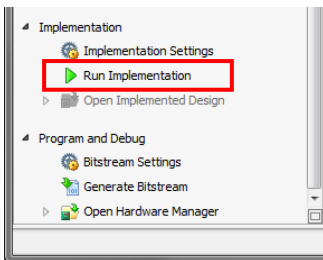 Implementation
Implementation Settings
Run Implementation
Open Implemented Design
Program and Debug
Bitstream Settings
Generate Bitstream
Open Hardware Manager